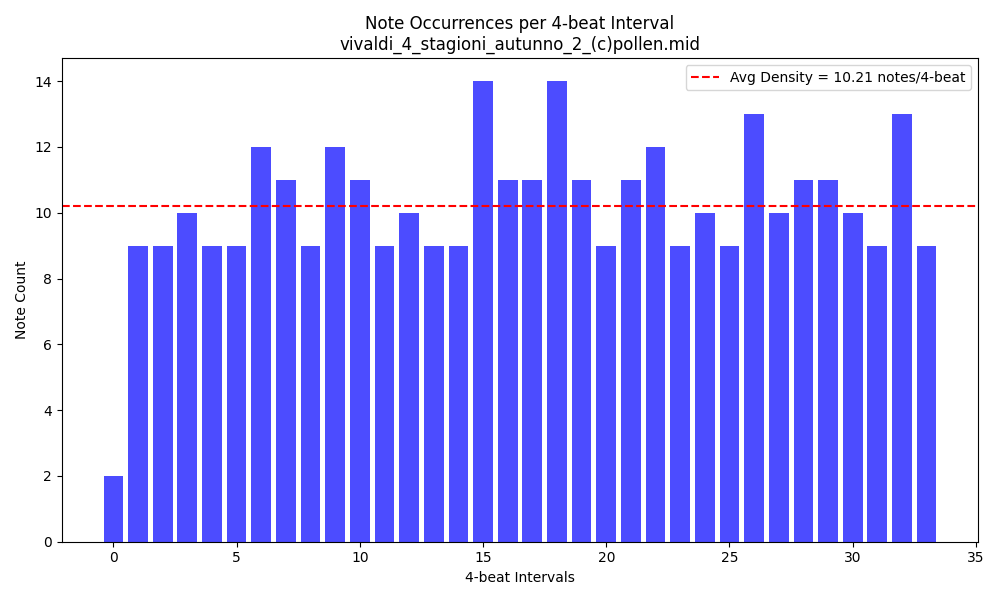 Note Occurrences per 4-beat Interval
vivaldi_4_stagioni_autunno_2_(c)pollen.mid
Avg Density = 10.21 notes/4-beat
Note Count
14
12
10
8
6
4
2
0
0 5 10 15 20 25 30 35
4-beat Intervals